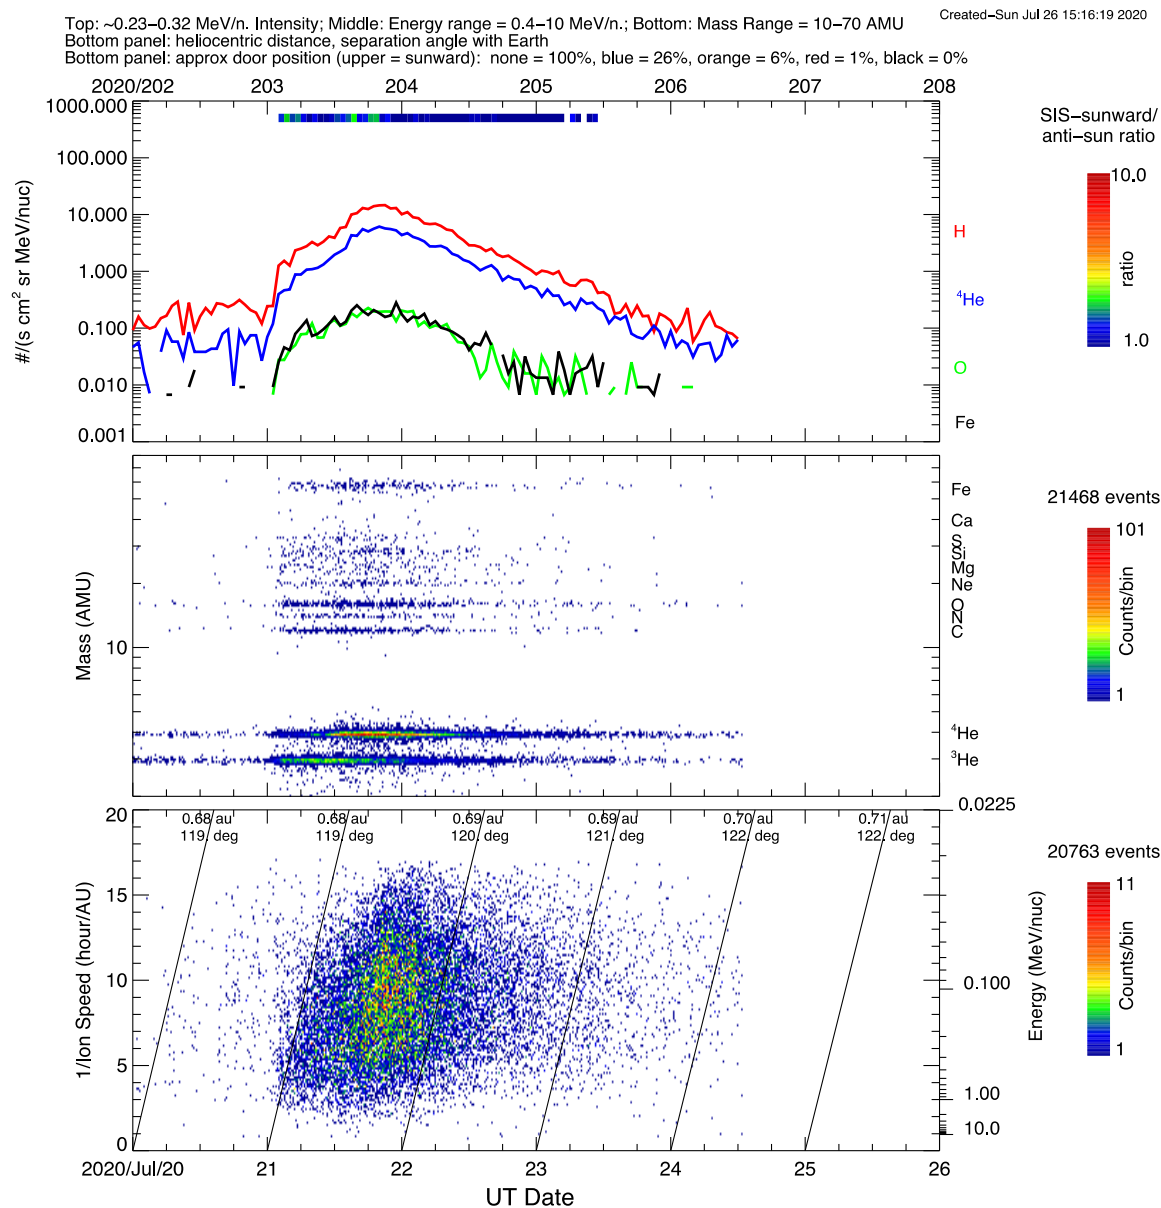 Created−Sun Jul 26 15:16:19 2020
Top: ~0.23−0.32 MeV/n. Intensity; Middle: Energy range = 0.4−10 MeV/n.; Bottom: Mass Range = 10−70 AMU
Bottom panel: heliocentric distance, separation angle with Earth
Bottom panel: approx door position (upper = sunward): none = 100%, blue = 26%, orange = 6%, red = 1%, black = 0%
2020/202 203 204 205 206 207 208
1000.000
100.000
10.000
1.000
0.100
0.010
0.001
#/(s cm² sr MeV/nuc)
H
⁴He
O
Fe
SIS−sunward/
anti−sun ratio
10.0
ratio
1.0
Mass (AMU)
10
Fe
Ca
S
Si
Mg
Ne
O
N
C
⁴He
³He
21468 events
101
Counts/bin
1
20
15
10
5
0
1/Ion Speed (hour/AU)
0.68 au 0.68 au 0.69 au 0.69 au 0.70 au 0.71 au
119. deg 119. deg 120. deg 121. deg 122. deg 122. deg
0.0225
0.100
1.00
10.0
Energy (MeV/nuc)
20763 events
11
Counts/bin
1
2020/Jul/20 21 22 23 24 25 26
UT Date